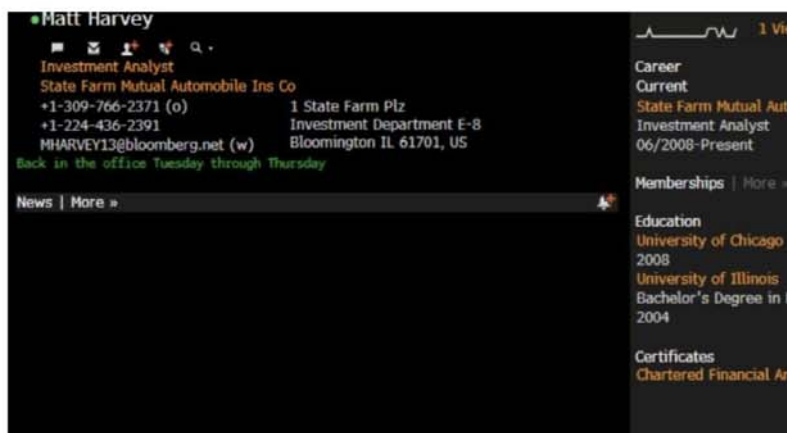 Matt Harvey
Investment Analyst
State Farm Mutual Automobile Ins Co
+1-309-766-2371 (o)
1 State Farm Plz
+1-224-436-2391
Investment Department E-8
MHARVEY13@bloomberg.net (w)
Bloomington IL 61701, US
Back in the office Tuesday through Thursday
News | More »
1 Vi
Career
Current
State Farm Mutual Aut
Investment Analyst
06/2008-Present
Memberships | More »
Education
University of Chicago
2008
University of Illinois
Bachelor's Degree in
2004
Certificates
Chartered Financial An